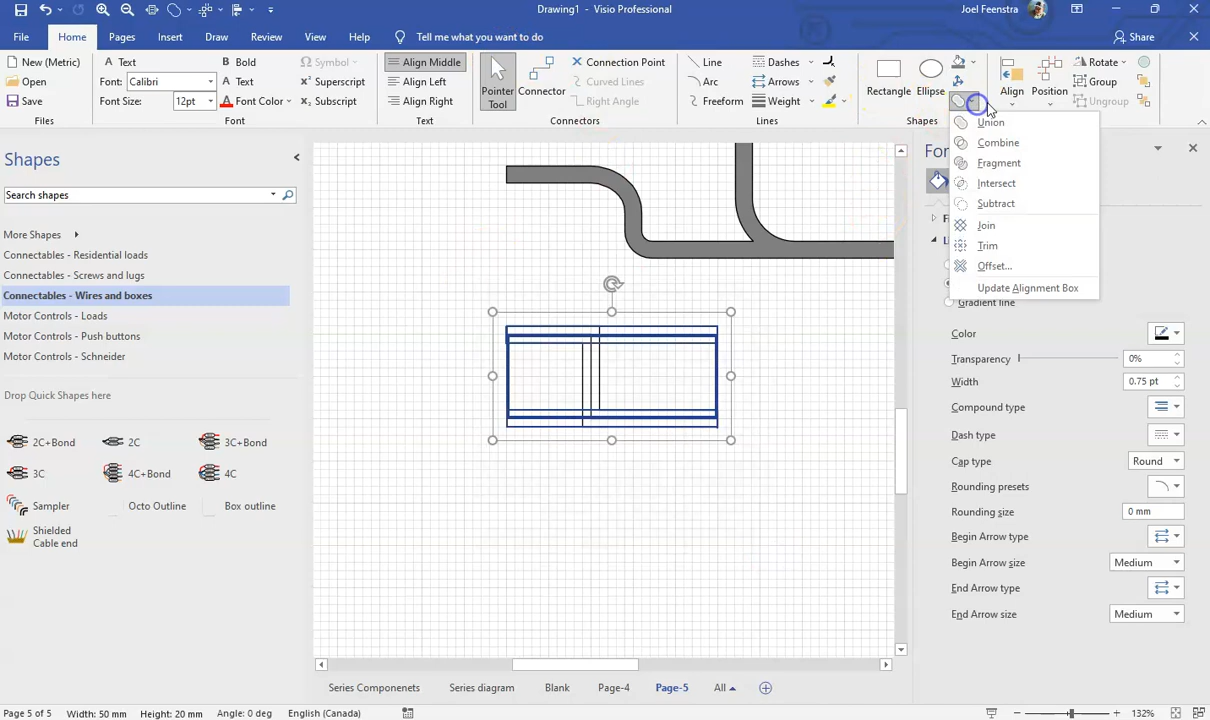 Drawing1 - Visio Professional
Joel Feenstra
File
Home
Pages
Insert
Draw
Review
View
Help
Tell me what you want to do
Share
New (Metric)
Open
Save
Files
Text
Font:
Calibri
12pt
Bold
Text
Font Color
Symbol
Superscript
Subscript
Font
Align Middle
Align Left
Align Right
Text
Pointer Tool
Connector
Connection Point
Curved Lines
Right Angle
Connectors
Line
Arc
Freeform
Dashes
Arrows
Weight
Lines
Rectangle
Ellipse
Shapes
Align
Position
Rotate
Group
Ungroup
Union
Combine
Fragment
Intersect
Subtract
Join
Trim
Offset...
Update Alignment Box
Shapes
Search shapes
More Shapes
Connectables - Residential loads
Connectables - Screws and lugs
Connectables - Wires and boxes
Motor Controls - Loads
Motor Controls - Push buttons
Motor Controls - Schneider
Drop Quick Shapes here
2C+Bond
2C
3C+Bond
3C
4C+Bond
4C
Sampler
Octo Outline
Box outline
Shielded
Cable end
For
F
L
Gradient line
Color
Transparency
0%
Width
0.75 pt
Compound type
Dash type
Cap type
Round
Rounding presets
Rounding size
0 mm
Begin Arrow type
Begin Arrow size
Medium
End Arrow type
End Arrow size
Medium
Series Componenets
Series diagram
Blank
Page-4
Page-5
All
Page 5 of 5
Width: 50 mm
Height: 20 mm
Angle: 0 deg
English (Canada)
132%